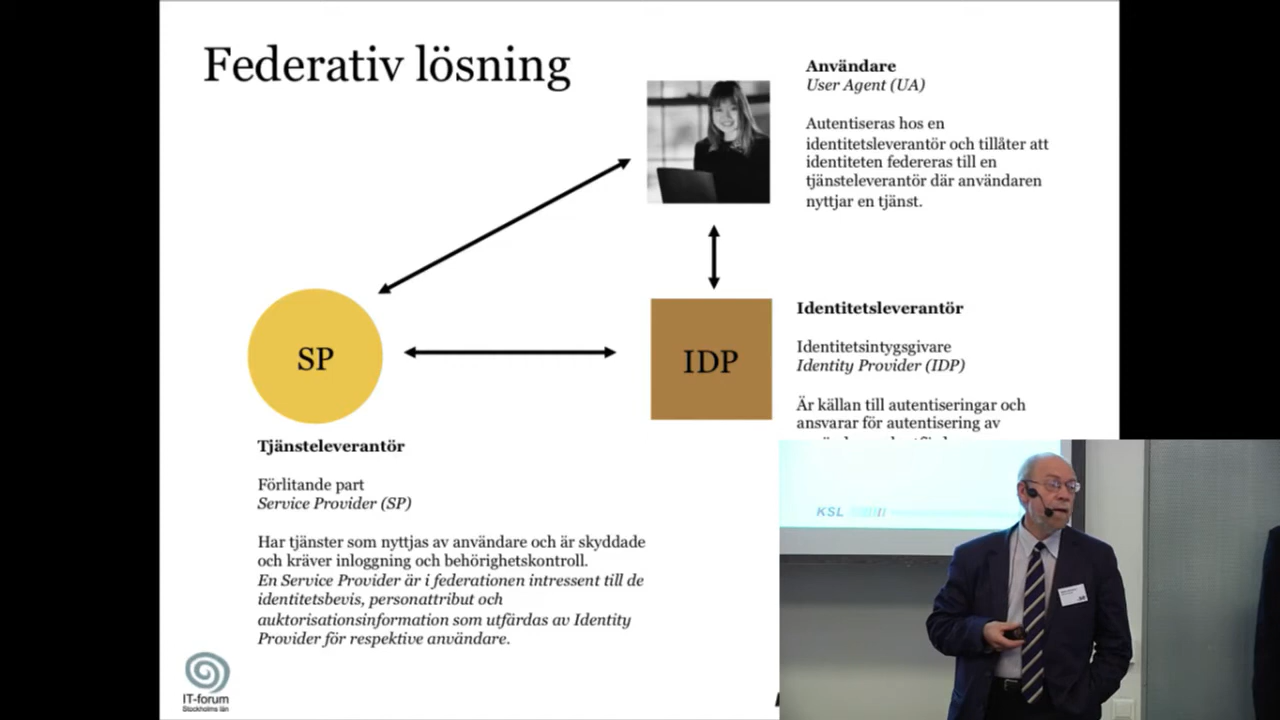 Federativ lösning
Användare
User Agent (UA)
Autentiseras hos en
identitetsleverantör och tillåter att
identiteten federeras till en
tjänsteleverantör där användaren
nyttjar en tjänst.
SP
IDP
Identitetsleverantör
Identitetsintygsgivare
Identity Provider (IDP)
Är källan till autentiseringar och
ansvarar för autentisering av
Tjänsteleverantör
Förlitande part
Service Provider (SP)
Har tjänster som nyttjas av användare och är skyddade
och kräver inloggning och behörighetskontroll.
En Service Provider är i federationen intressent till de
identitetsbevis, personattribut och
auktorisationsinformation som utfärdas av Identity
Provider för respektive användare.
IT-forum
Stockholms län
KSL